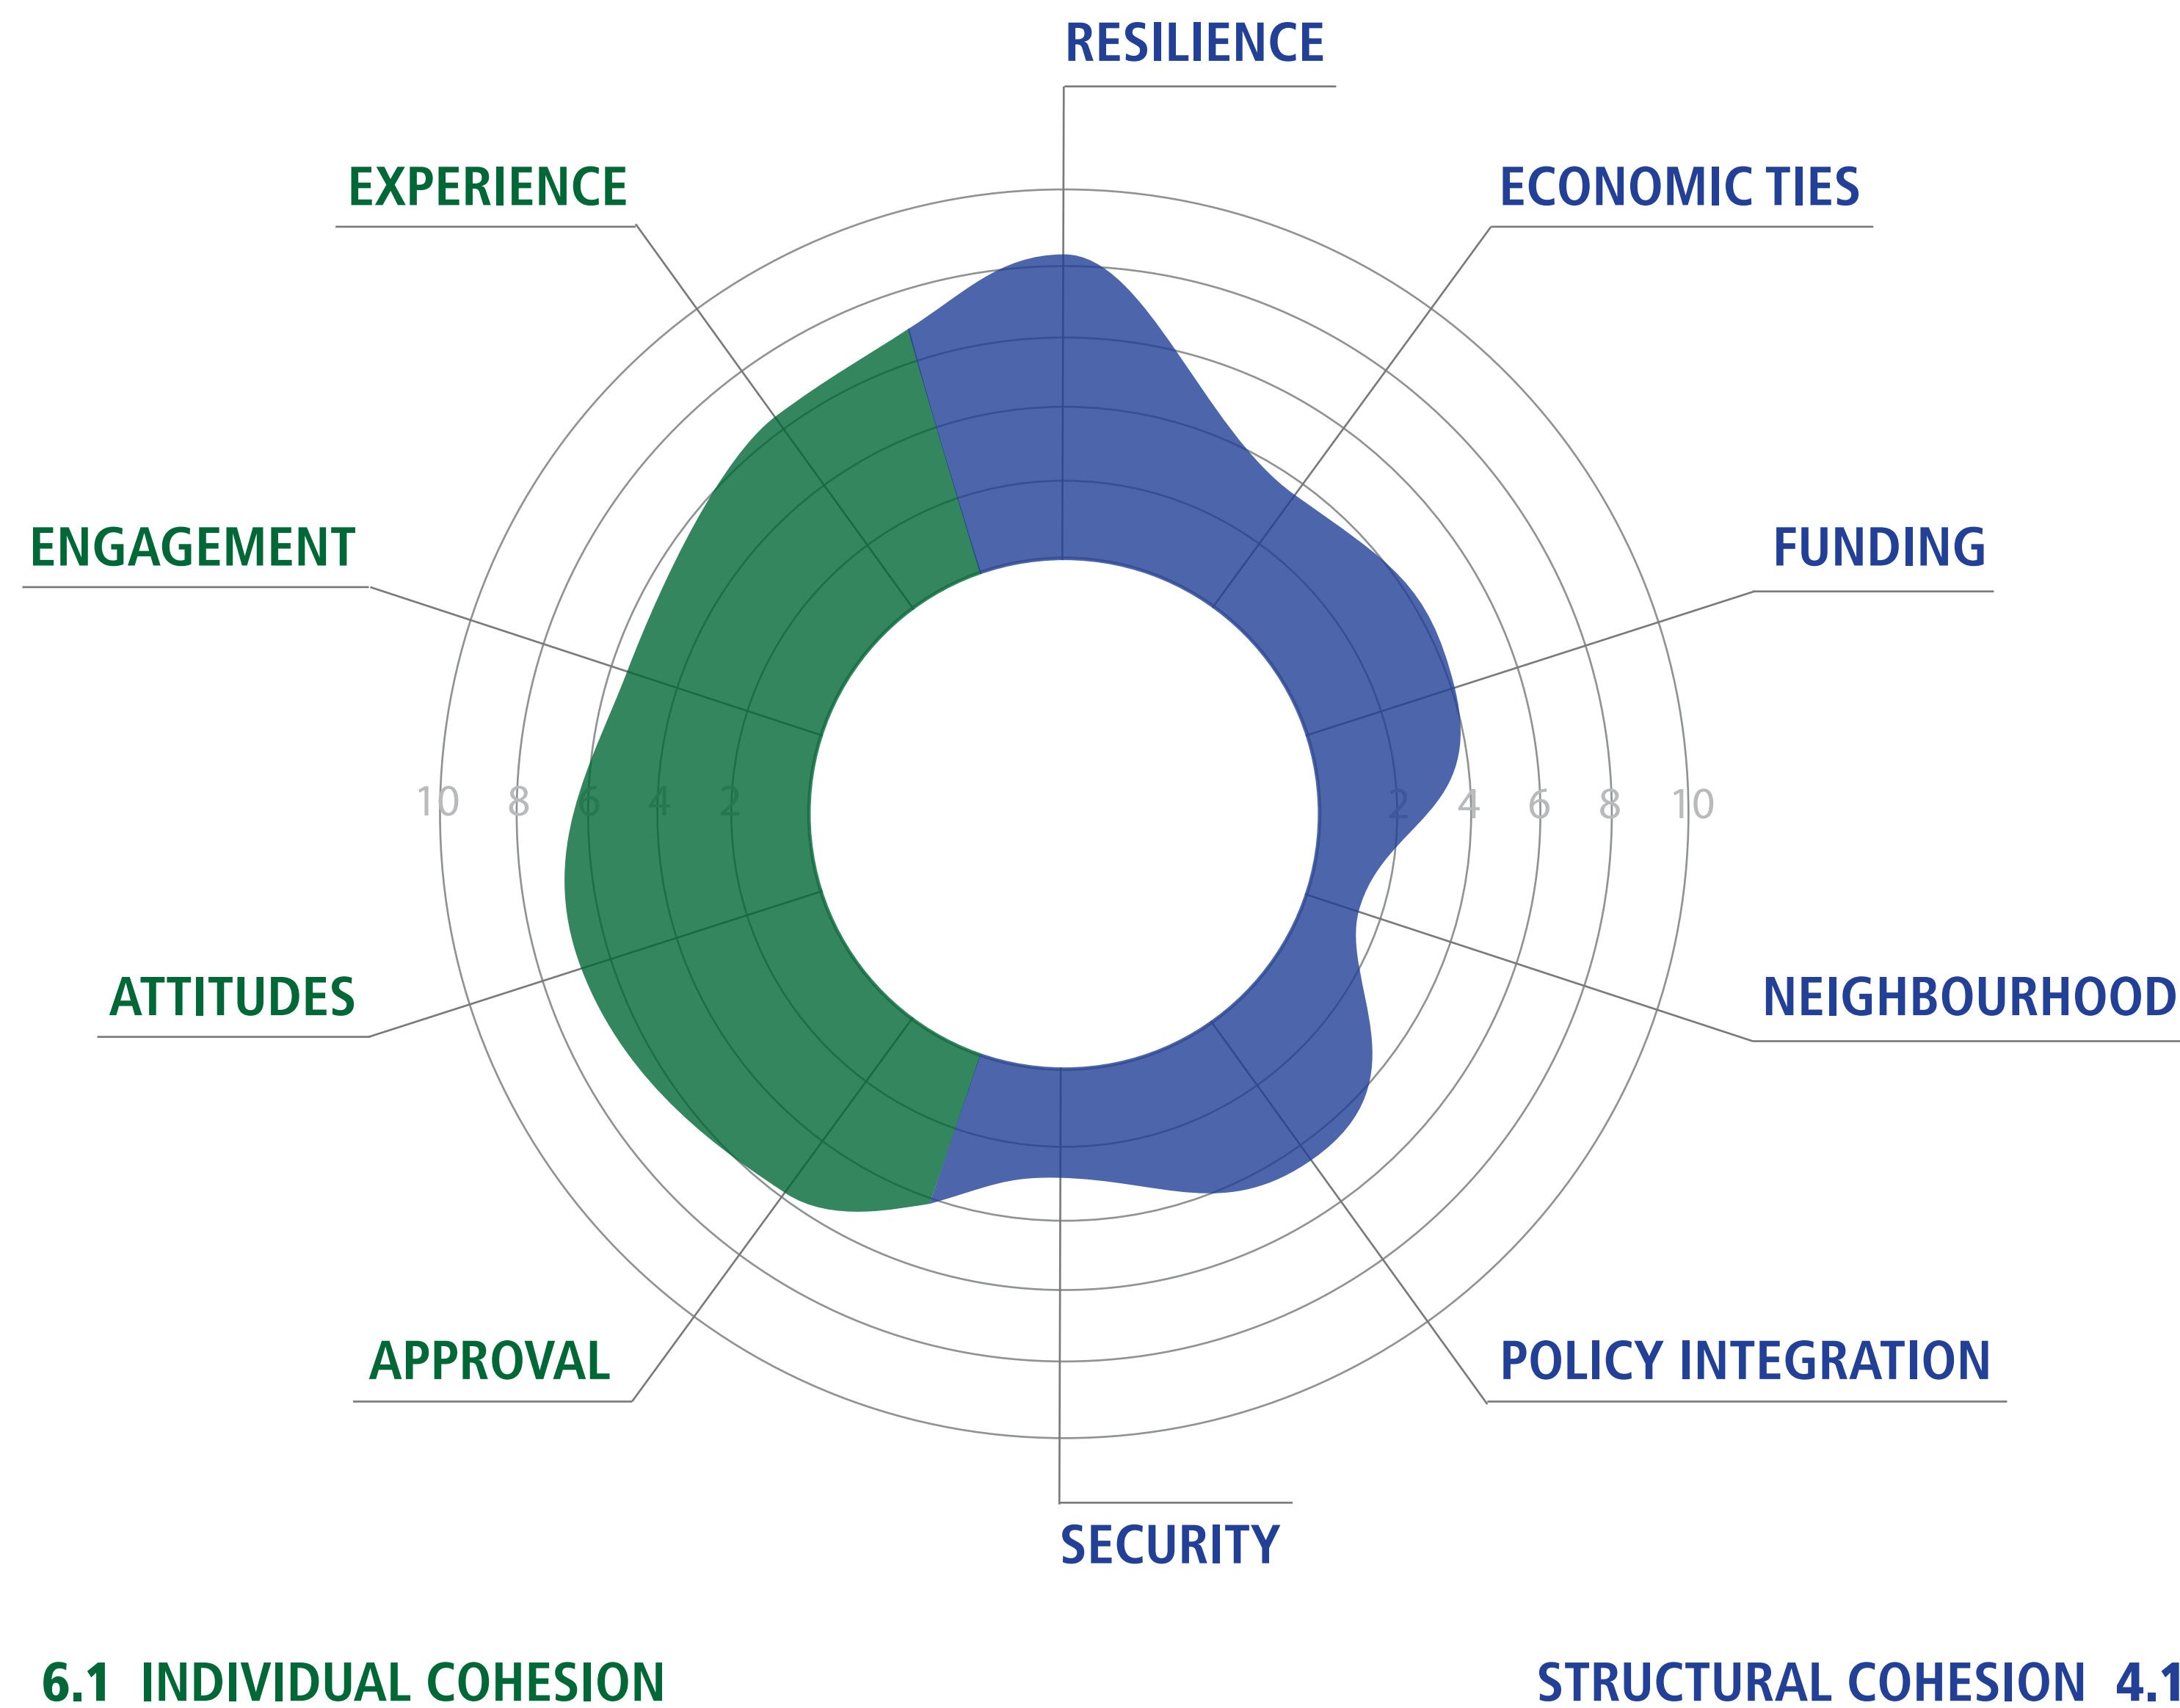 RESILIENCE
EXPERIENCE
ECONOMIC TIES
ENGAGEMENT
FUNDING
10 8 6 4 2
2 4 6 8 10
ATTITUDES
NEIGHBOURHOOD
APPROVAL
POLICY INTEGRATION
SECURITY
6.1 INDIVIDUAL COHESION
STRUCTURAL COHESION 4.1